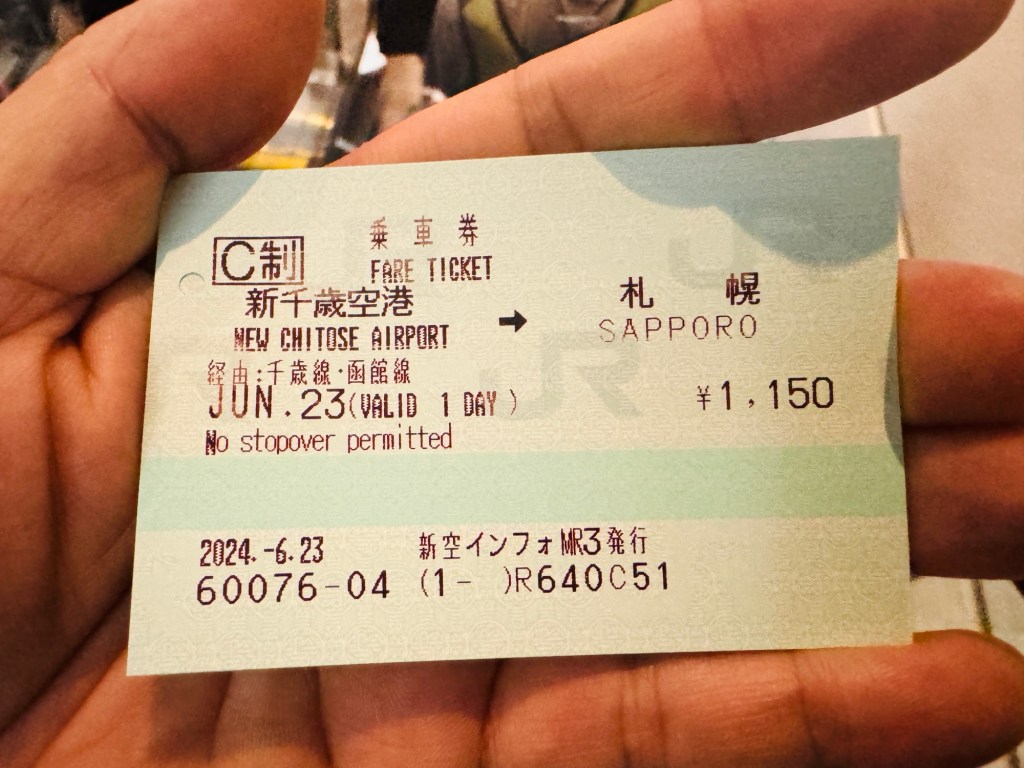 C制 乗車券
FARE TICKET
新千歳空港 → 札幌
NEW CHITOSE AIRPORT SAPPORO
経由:千歳線・函館線
JUN.23(VALID 1 DAY) ¥1,150
No stopover permitted
2024.-6.23 新空インフォMR3発行
60076-04 (1- )R640C51
JR